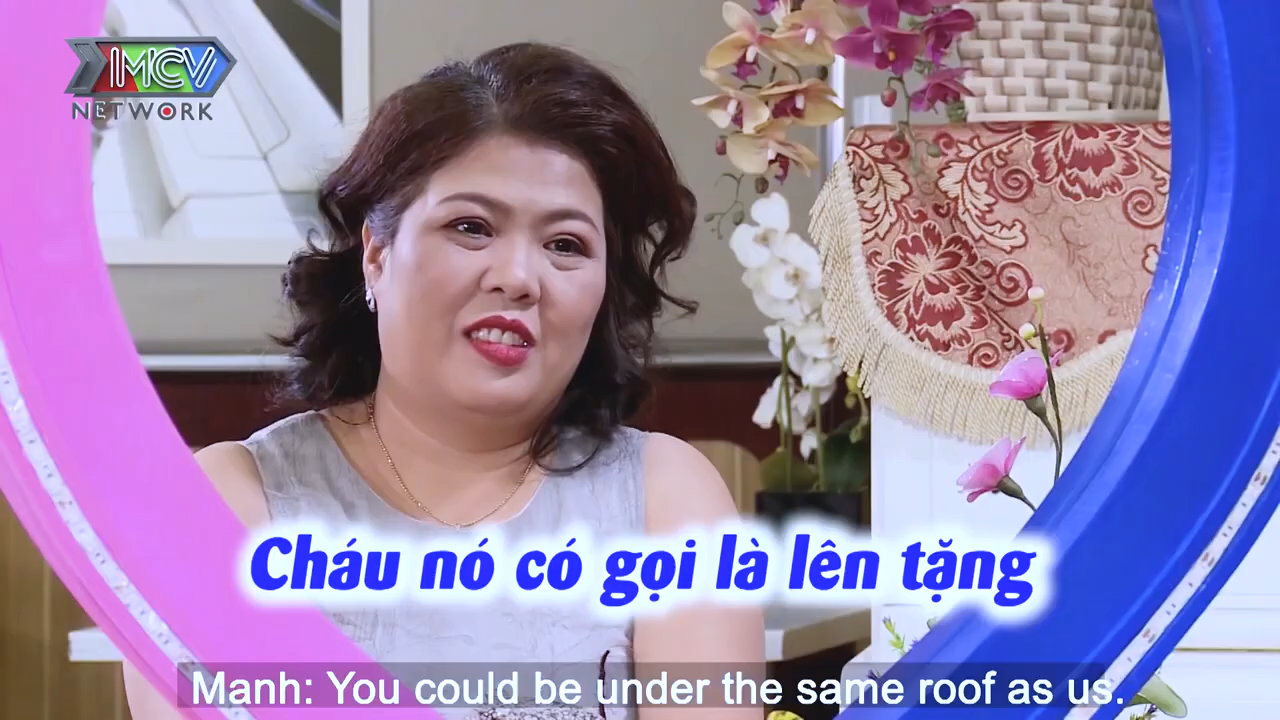 MCV
NETWORK
Cháu nó có gọi là lên tặng
Manh: You could be under the same roof as us.